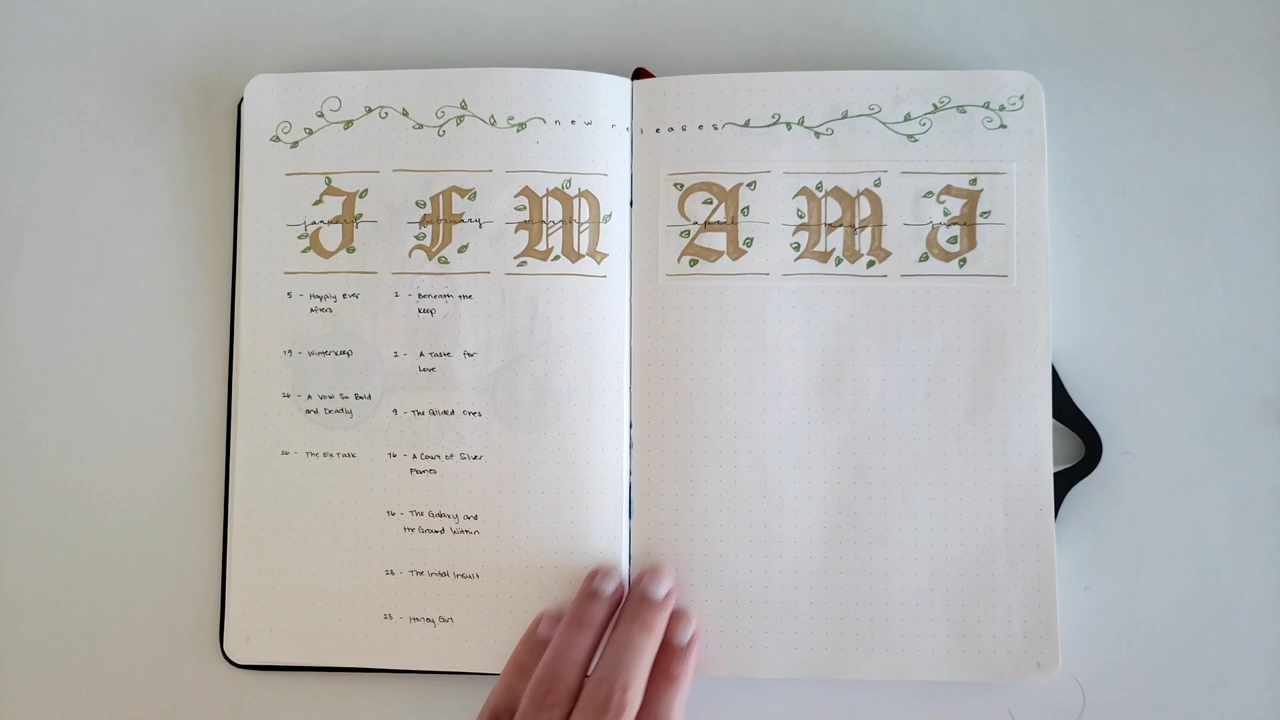 new releases
J F M A M J
january february march april may june
5 - Happily Ever
Afters
19 - Winterkeep
26 - A Vow So Bold
and Deadly
26 - The Ex Talk
2 - Beneath the
Keep
2 - A Taste for
Love
9 - The Gilded Ones
16 - A Court of Silver
Flames
16 - The Galaxy and
the Ground Within
23 - The Initial Insult
23 - Honey Girl